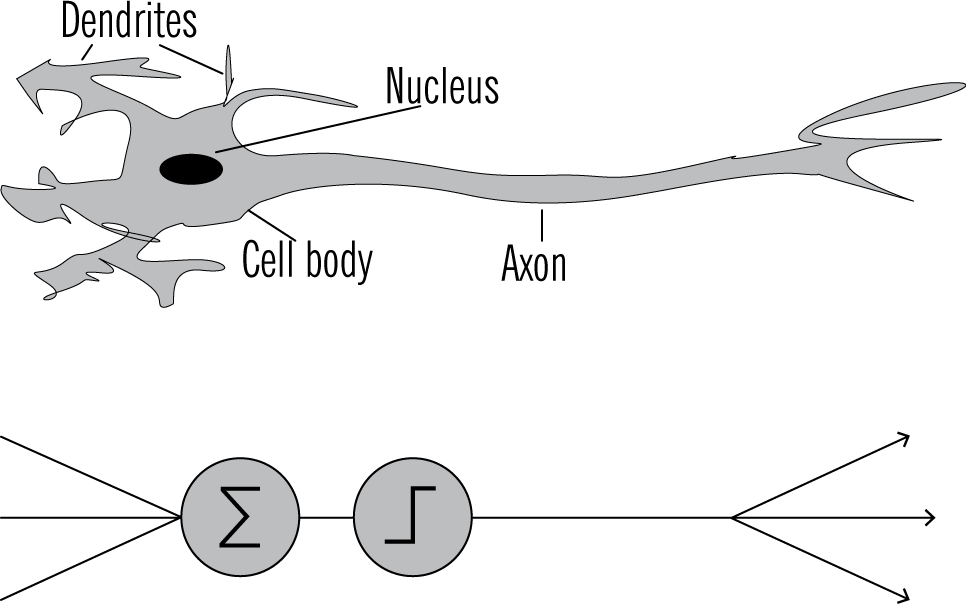 Dendrites
Nucleus
Cell body
Axon
Σ